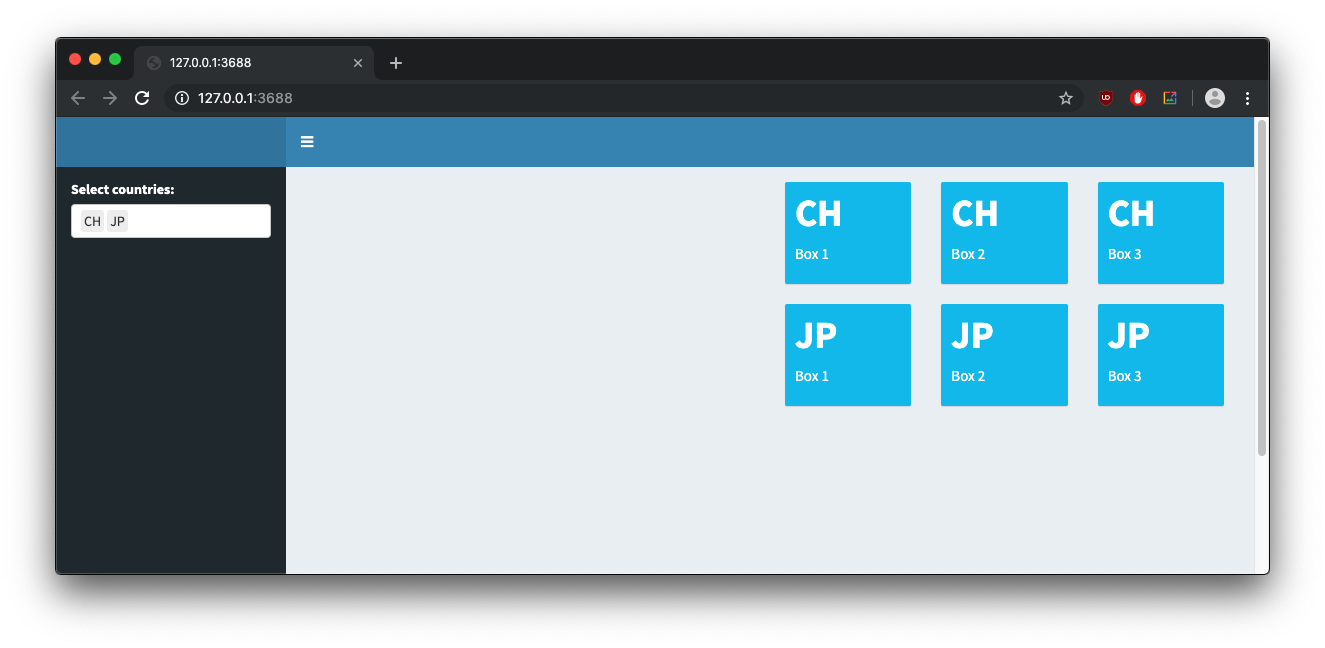 127.0.0.1:3688
127.0.0.1:3688
Select countries:
CH JP
CH CH CH
Box 1 Box 2 Box 3
JP JP JP
Box 1 Box 2 Box 3